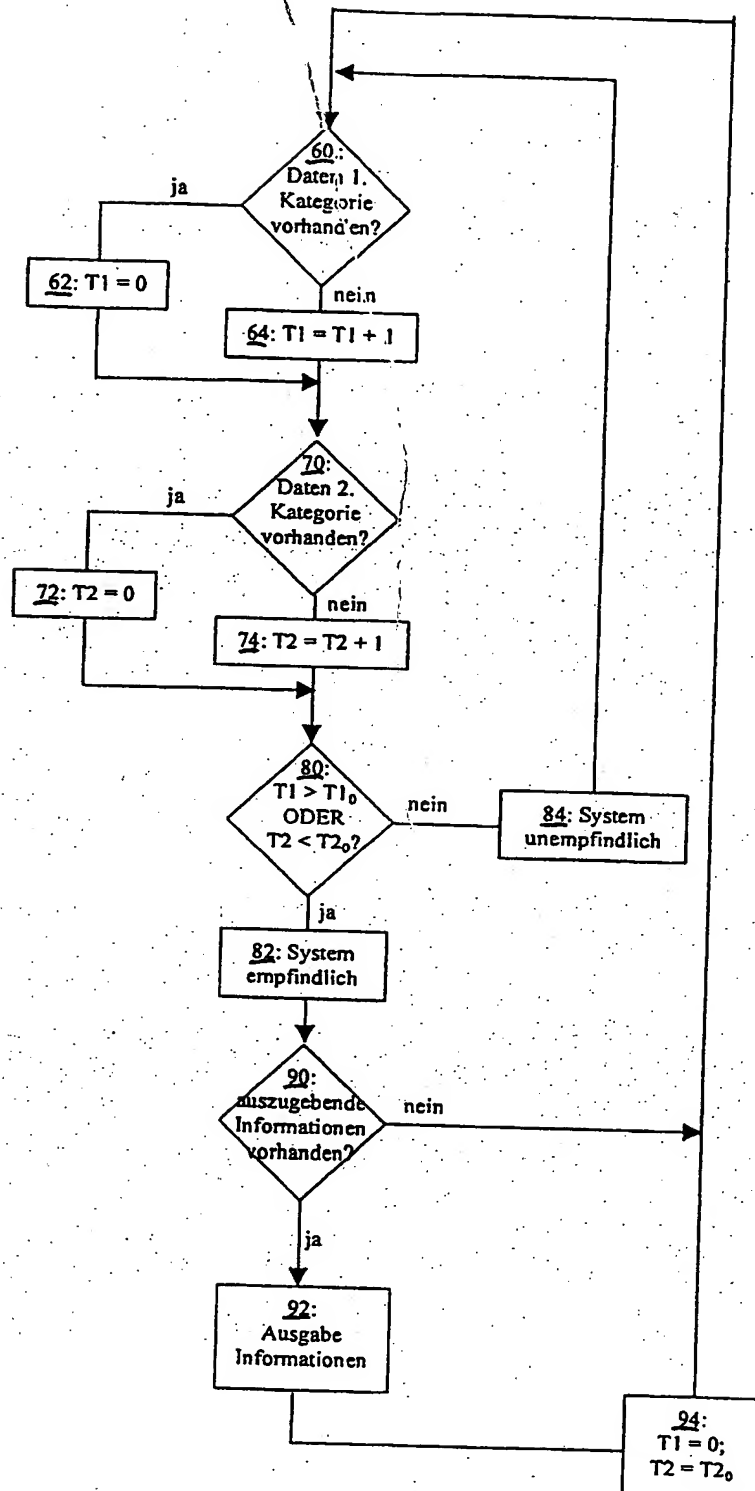 60:
Daten 1.
Kategorie
vorhanden?
ja
62: T1 = 0
nein
64: T1 = T1 + 1
70:
Daten 2.
Kategorie
vorhanden?
ja
72: T2 = 0
nein
74: T2 = T2 + 1
80:
T1 > T1₀
ODER
T2 < T2₀?
nein
84: System
unempfindlich
ja
82: System
empfindlich
90:
auszugebende
Informationen
vorhanden?
nein
ja
92:
Ausgabe
Informationen
94:
T1 = 0;
T2 = T2₀